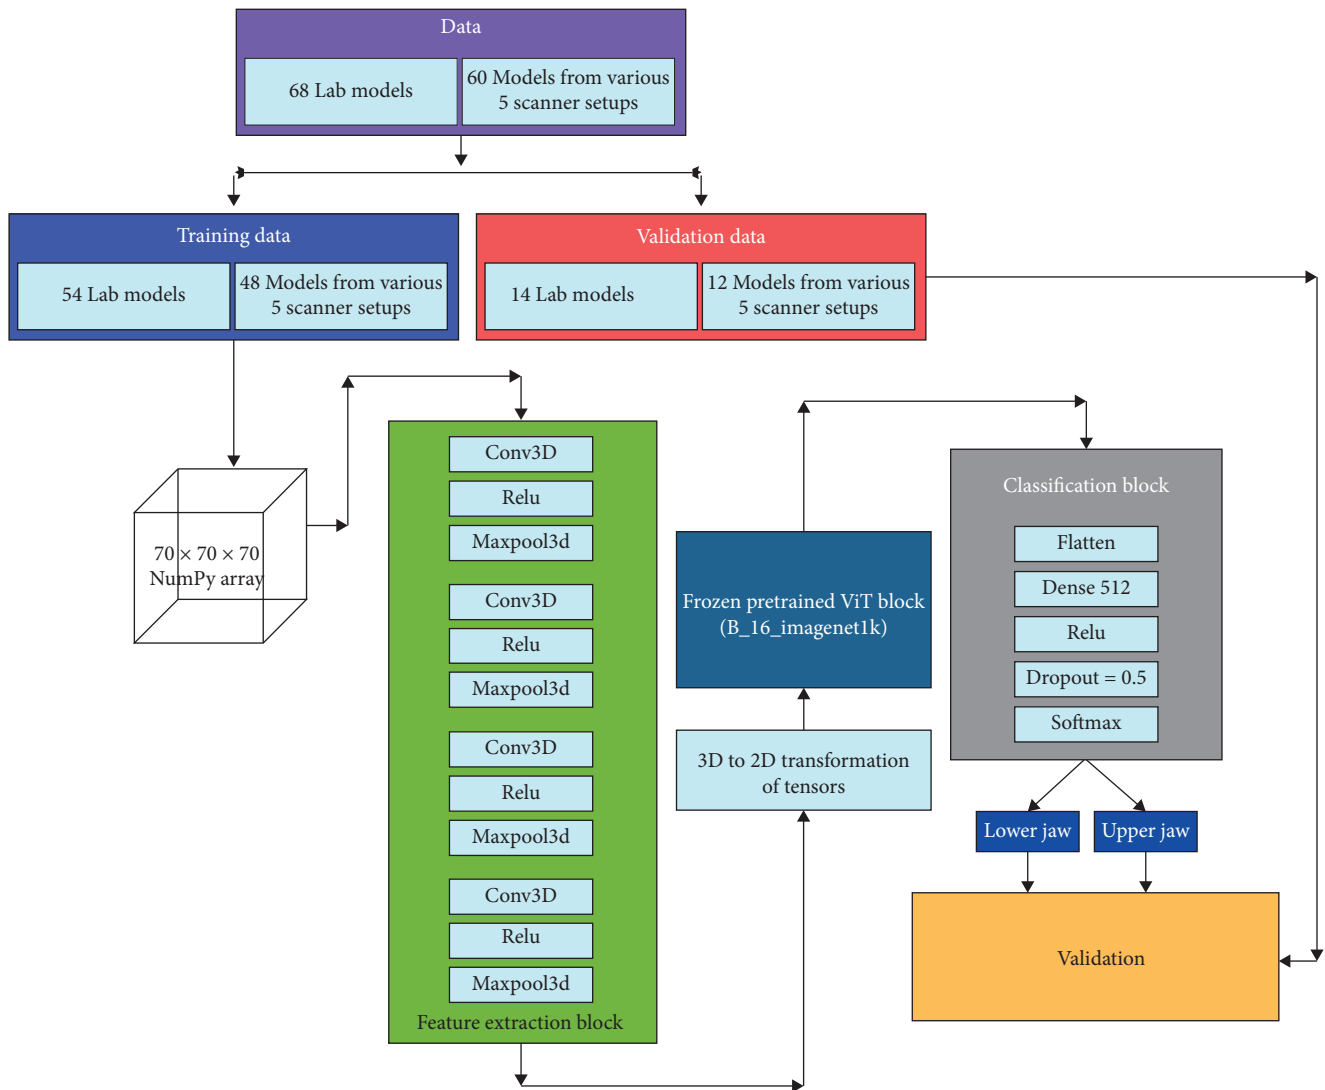 Data
68 Lab models
60 Models from various
5 scanner setups
Training data
54 Lab models
48 Models from various
5 scanner setups
Validation data
14 Lab models
12 Models from various
5 scanner setups
70 × 70 × 70
NumPy array
Conv3D
Relu
Maxpool3d
Conv3D
Relu
Maxpool3d
Conv3D
Relu
Maxpool3d
Conv3D
Relu
Maxpool3d
Feature extraction block
3D to 2D transformation
of tensors
Frozen pretrained ViT block
(B_16_imagenet1k)
Classification block
Flatten
Dense 512
Relu
Dropout = 0.5
Softmax
Lower jaw
Upper jaw
Validation